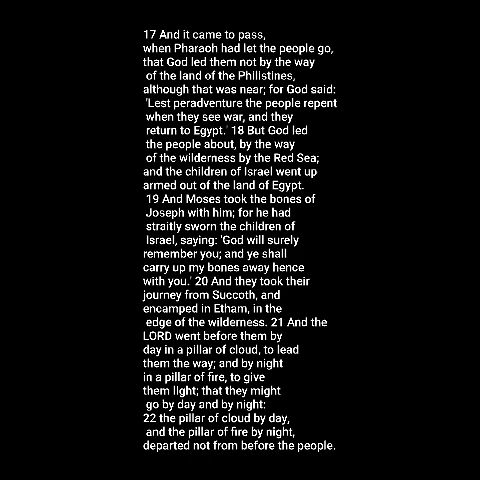 17 And it came to pass,
when Pharaoh had let the people go,
that God led them not by the way
of the land of the Philistines,
although that was near; for God said:
'Lest peradventure the people repent
when they see war, and they
return to Egypt.' 18 But God led
the people about, by the way
of the wilderness by the Red Sea;
and the children of Israel went up
armed out of the land of Egypt.
19 And Moses took the bones of
Joseph with him; for he had
straitly sworn the children of
Israel, saying: 'God will surely
remember you; and ye shall
carry up my bones away hence
with you.' 20 And they took their
journey from Succoth, and
encamped in Etham, in the
edge of the wilderness. 21 And the
LORD went before them by
day in a pillar of cloud, to lead
them the way; and by night
in a pillar of fire, to give
them light; that they might
go by day and by night:
22 the pillar of cloud by day,
and the pillar of fire by night,
departed not from before the people.